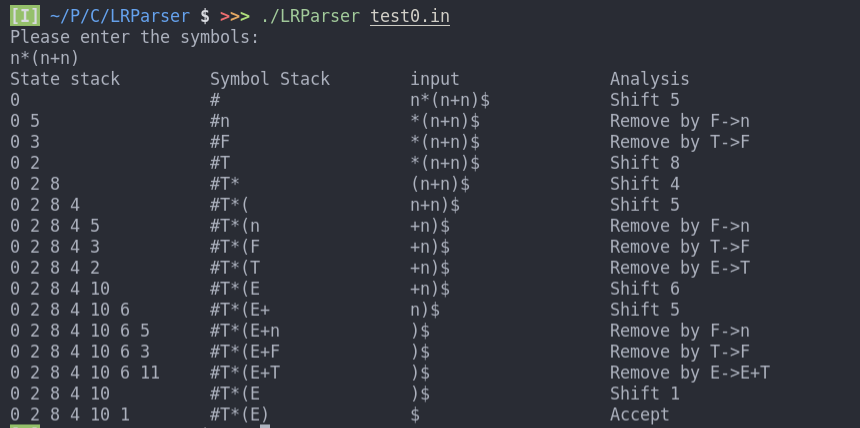 [I] ~/P/C/LRParser $ >>> ./LRParser test0.in
Please enter the symbols:
n*(n+n)
State stack Symbol Stack input Analysis
0 # n*(n+n)$ Shift 5
0 5 #n *(n+n)$ Remove by F->n
0 3 #F *(n+n)$ Remove by T->F
0 2 #T *(n+n)$ Shift 8
0 2 8 #T* (n+n)$ Shift 4
0 2 8 4 #T*( n+n)$ Shift 5
0 2 8 4 5 #T*(n +n)$ Remove by F->n
0 2 8 4 3 #T*(F +n)$ Remove by T->F
0 2 8 4 2 #T*(T +n)$ Remove by E->T
0 2 8 4 10 #T*(E +n)$ Shift 6
0 2 8 4 10 6 #T*(E+ n)$ Shift 5
0 2 8 4 10 6 5 #T*(E+n )$ Remove by F->n
0 2 8 4 10 6 3 #T*(E+F )$ Remove by T->F
0 2 8 4 10 6 11 #T*(E+T )$ Remove by E->E+T
0 2 8 4 10 #T*(E )$ Shift 1
0 2 8 4 10 1 #T*(E) $ Accept